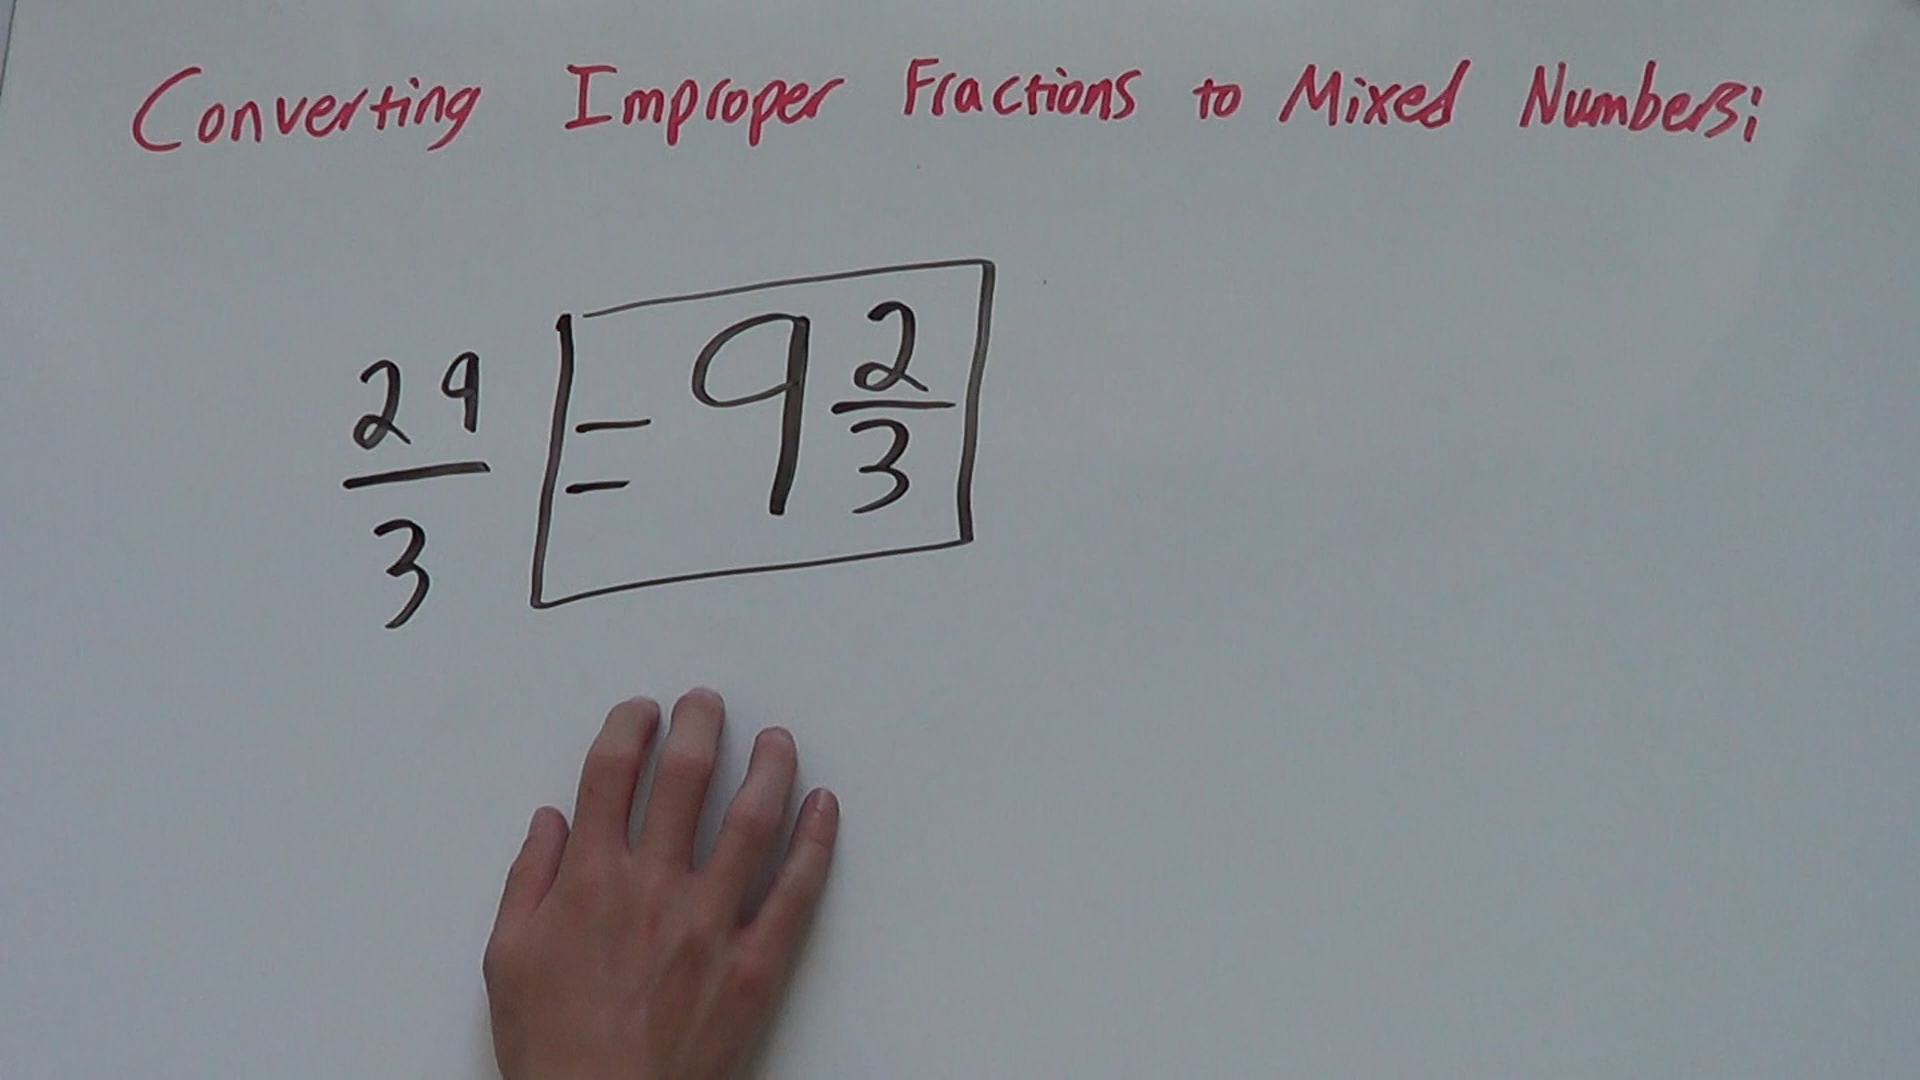 Converting Improper Fractions to Mixed Numbers:
29/3 = 9 2/3